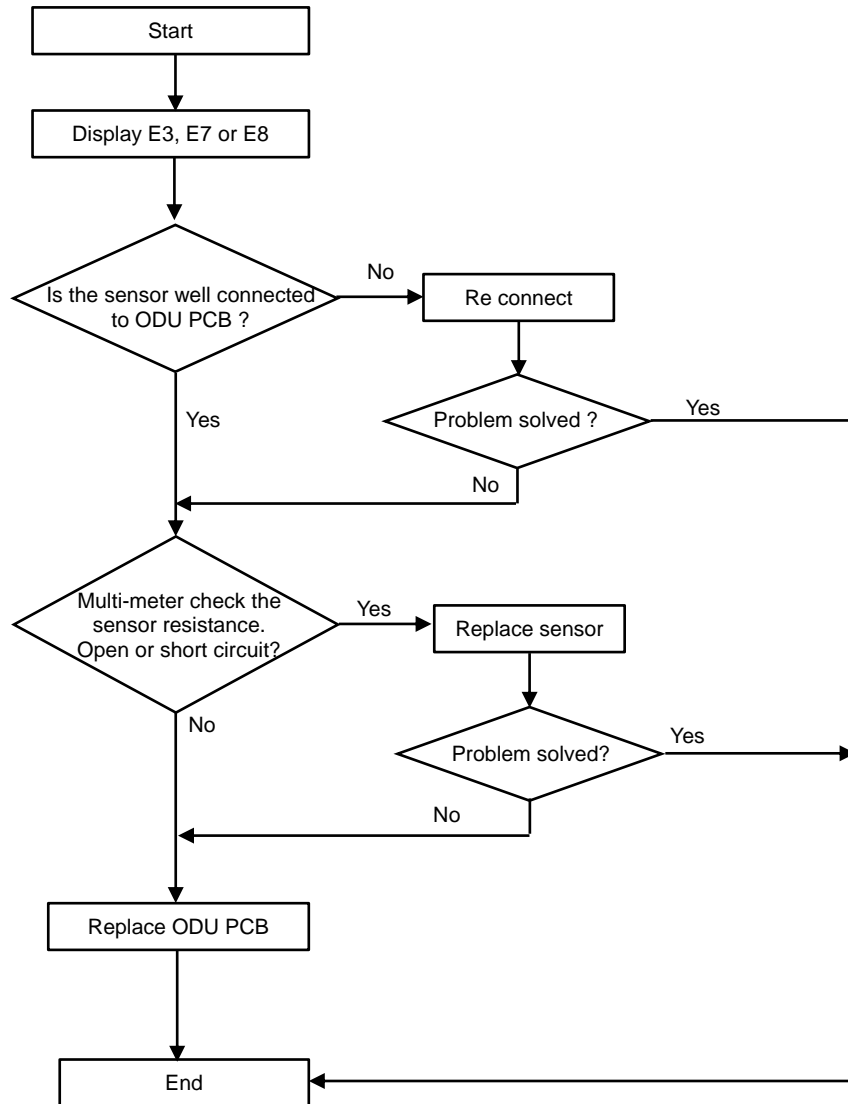 Start
Display E3, E7 or E8
Is the sensor well connected
to ODU PCB ?
No
Re connect
Yes
Problem solved ?
Yes
No
Multi-meter check the
sensor resistance.
Open or short circuit?
Yes
Replace sensor
No
Problem solved?
Yes
No
Replace ODU PCB
End